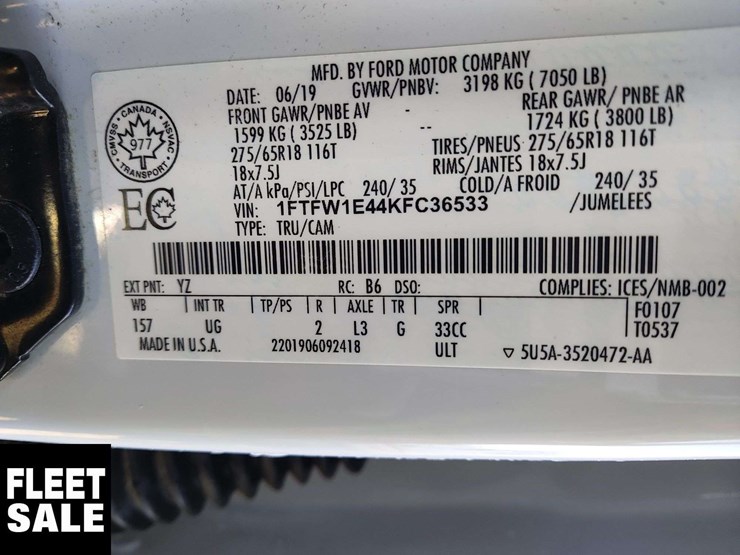 MFD. BY FORD MOTOR COMPANY
DATE: 06/19 GVWR/PNBV: 3198 KG ( 7050 LB)
FRONT GAWR/PNBE AV - REAR GAWR/ PNBE AR
1599 KG ( 3525 LB) -- 1724 KG ( 3800 LB)
275/65R18 116T TIRES/PNEUS 275/65R18 116T
18x7.5J RIMS/JANTES 18x7.5J
AT/A kPa/PSI/LPC 240/ 35 COLD/A FROID 240/ 35
VIN: 1FTFW1E44KFC36533 /JUMELEES
TYPE: TRU/CAM
CANADA
CMVSS NSVAC
977
TRANSPORT
EC
EXT PNT: YZ RC: B6 DSO: COMPLIES: ICES/NMB-002
WB INT TR TP/PS R AXLE TR SPR F0107
157 UG 2 L3 G 33CC T0537
MADE IN U.S.A. 2201906092418 ULT ▽ 5U5A-3520472-AA
FLEET
SALE